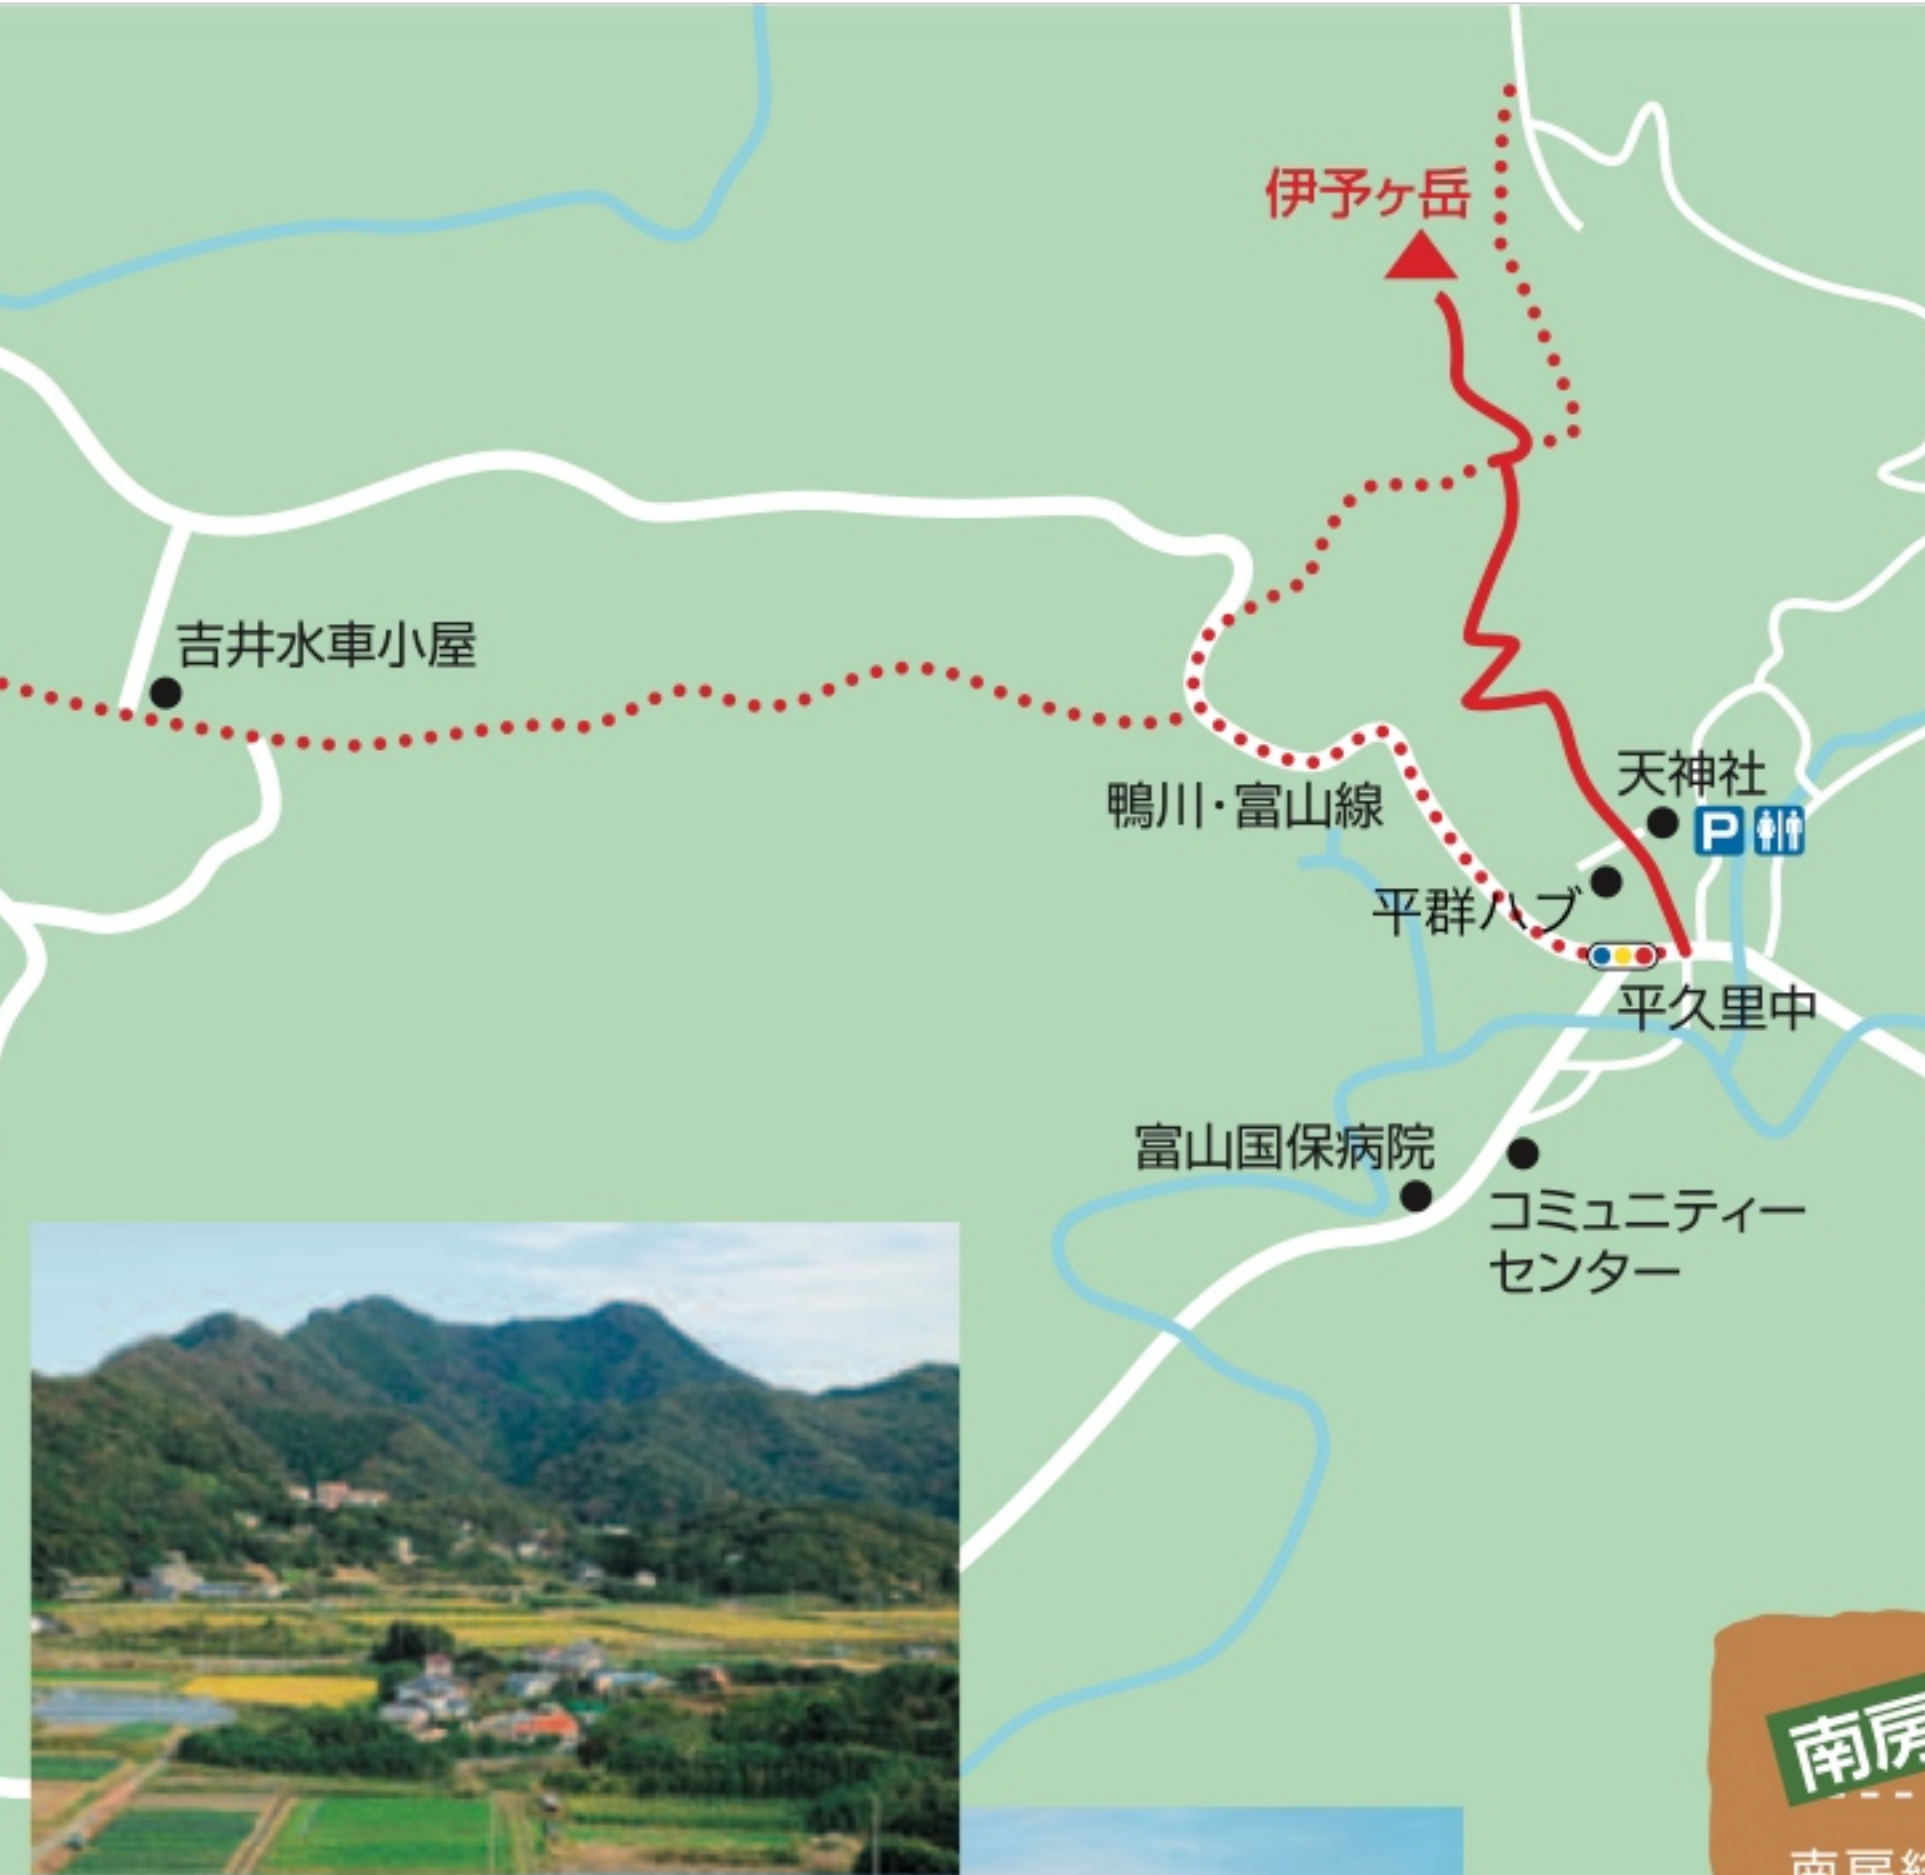 伊予ヶ岳
吉井水車小屋
天神社
P
鴨川・富山線
平群ハブ
平久里中
富山国保病院
コミュニティー
センター
南房
南房